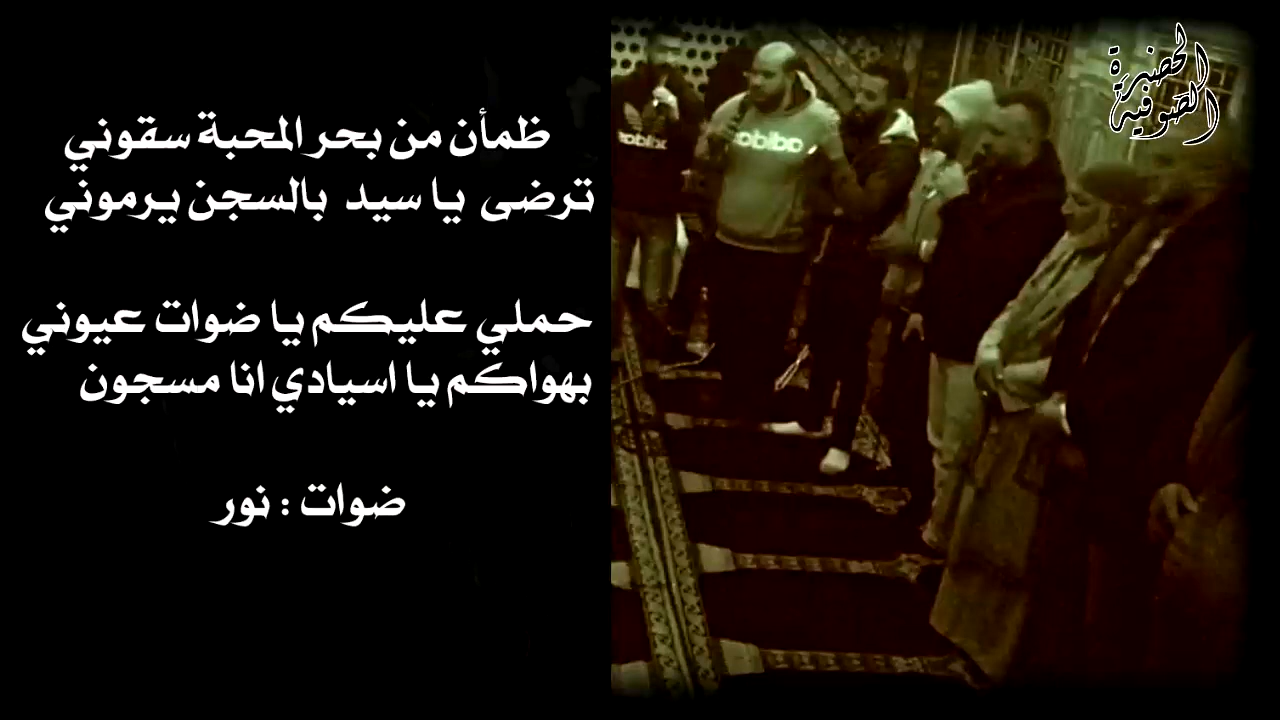 ظمأن من بحر المحبة سقوني
ترضى يا سيد بالسجن يرموني
حملي عليكم يا ضوات عيوني
بهواكم يا اسيادي انا مسجون
ضوات : نور
الحضرة
الصوفية